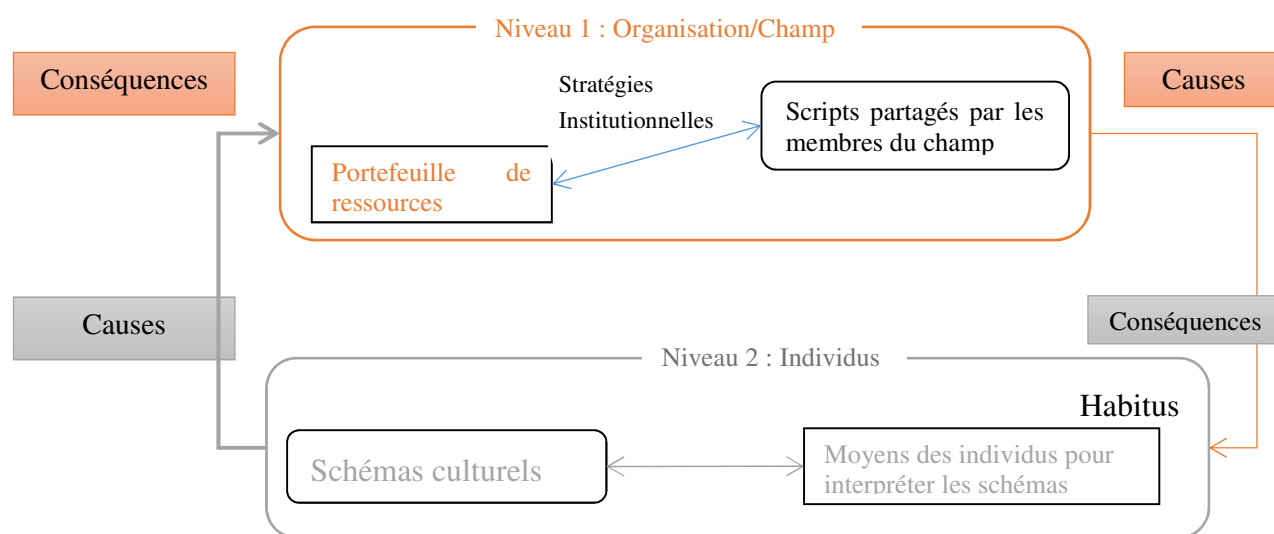 Niveau 1 : Organisation/Champ
Conséquences
Causes
Stratégies
Institutionnelles
Scripts partagés par les
membres du champ
Portefeuille de
ressources
Causes
Conséquences
Niveau 2 : Individus
Habitus
Schémas culturels
Moyens des individus pour
interpréter les schémas